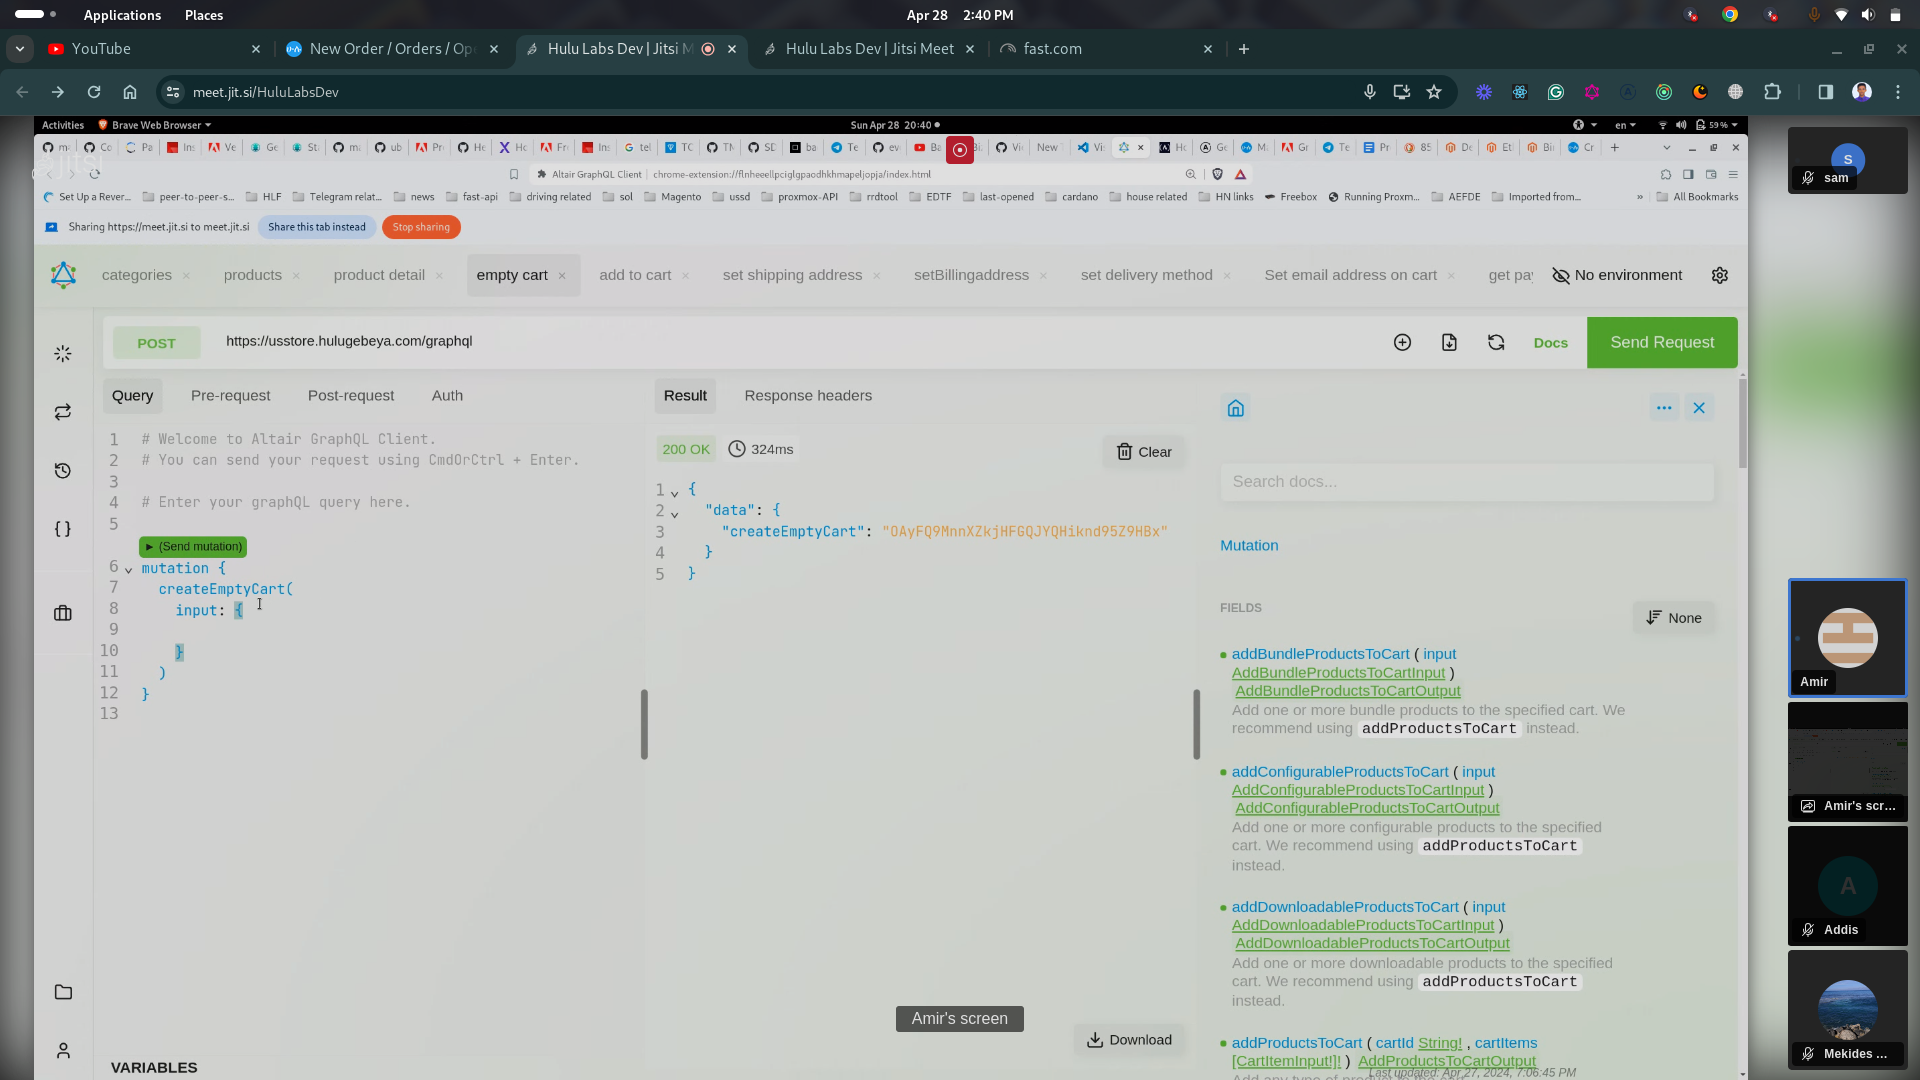 Applications Places Apr 28 2:40 PM
YouTube
New Order / Orders / Ope
Hulu Labs Dev | Jitsi M
Hulu Labs Dev | Jitsi Meet
fast.com
meet.jit.si/HuluLabsDev
Activities Brave Web Browser Sun Apr 28 20:40 en 59 %
Altair GraphQL Client chrome-extension://flnheeellpciglgpaodhkhmapeljopja/index.html
Set Up a Rever... peer-to-peer-s... HLF Telegram relat... news fast-api driving related sol Magento ussd proxmox-API rrdtool EDTF last-opened cardano house related HN links Freebox Running Proxm... AEFDE Imported from... » All Bookmarks
Sharing https://meet.jit.si to meet.jit.si Share this tab instead Stop sharing
categories products product detail empty cart add to cart set shipping address setBillingaddress set delivery method Set email address on cart get pay No environment
POST https://usstore.hulugebeya.com/graphql Docs Send Request
Query Pre-request Post-request Auth
1 # Welcome to Altair GraphQL Client.
2 # You can send your request using CmdOrCtrl + Enter.
3
4 # Enter your graphQL query here.
5
(Send mutation)
6 mutation {
7 createEmptyCart(
8 input: {
9
10 }
11 )
12 }
13
VARIABLES
Result Response headers
200 OK 324ms Clear
1 {
2 "data": {
3 "createEmptyCart": "OAyFQ9MnnXZkjHFGQJYQHiknd95Z9HBx"
4 }
5 }
Download
Amir's screen
Search docs...
Mutation
FIELDS None
addBundleProductsToCart ( input
AddBundleProductsToCartInput )
AddBundleProductsToCartOutput
Add one or more bundle products to the specified cart. We
recommend using addProductsToCart instead.
addConfigurableProductsToCart ( input
AddConfigurableProductsToCartInput )
AddConfigurableProductsToCartOutput
Add one or more configurable products to the specified
cart. We recommend using addProductsToCart
instead.
addDownloadableProductsToCart ( input
AddDownloadableProductsToCartInput )
AddDownloadableProductsToCartOutput
Add one or more downloadable products to the specified
cart. We recommend using addProductsToCart
instead.
addProductsToCart ( cartId String! , cartItems
[CartItemInput!]! ) AddProductsToCartOutput
Last updated: Apr 27, 2024, 7:06:45 PM
S
sam
Amir
Amir's scr...
A
Addis
Mekides ...